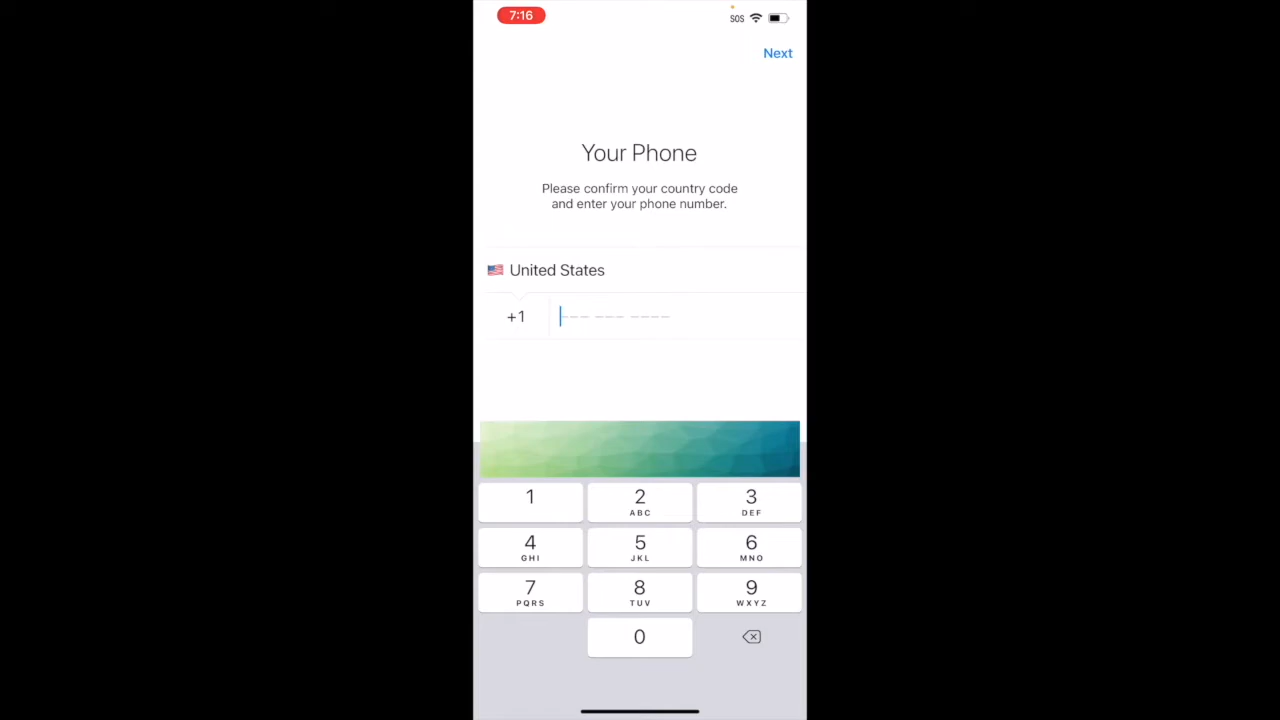 7:16
SOS
Next
Your Phone
Please confirm your country code
and enter your phone number.
United States
+1
1
2
ABC
3
DEF
4
GHI
5
JKL
6
MNO
7
PQRS
8
TUV
9
WXYZ
0